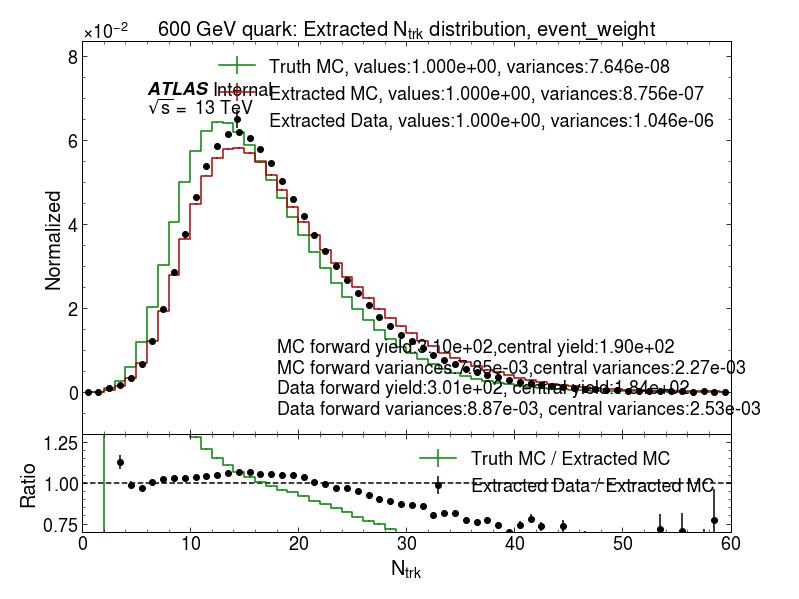 ×10⁻² 600 GeV quark: Extracted Nₜᵣₖ distribution, event_weight
8
Truth MC, values:1.000e+00, variances:7.646e-08
ATLAS Internal
Extracted MC, values:1.000e+00, variances:8.756e-07
√s = 13 TeV
Extracted Data, values:1.000e+00, variances:1.046e-06
6
Normalized
4
2
MC forward yield:3.10e+02,central yield:1.90e+02
MC forward variances:7.85e-03,central variances:2.27e-03
Data forward yield:3.01e+02, central yield:1.84e+02
0
Data forward variances:8.87e-03, central variances:2.53e-03
1.25
Truth MC / Extracted MC
Ratio
1.00
Extracted Data / Extracted MC
0.75
0 10 20 30 40 50 60
Nₜᵣₖ